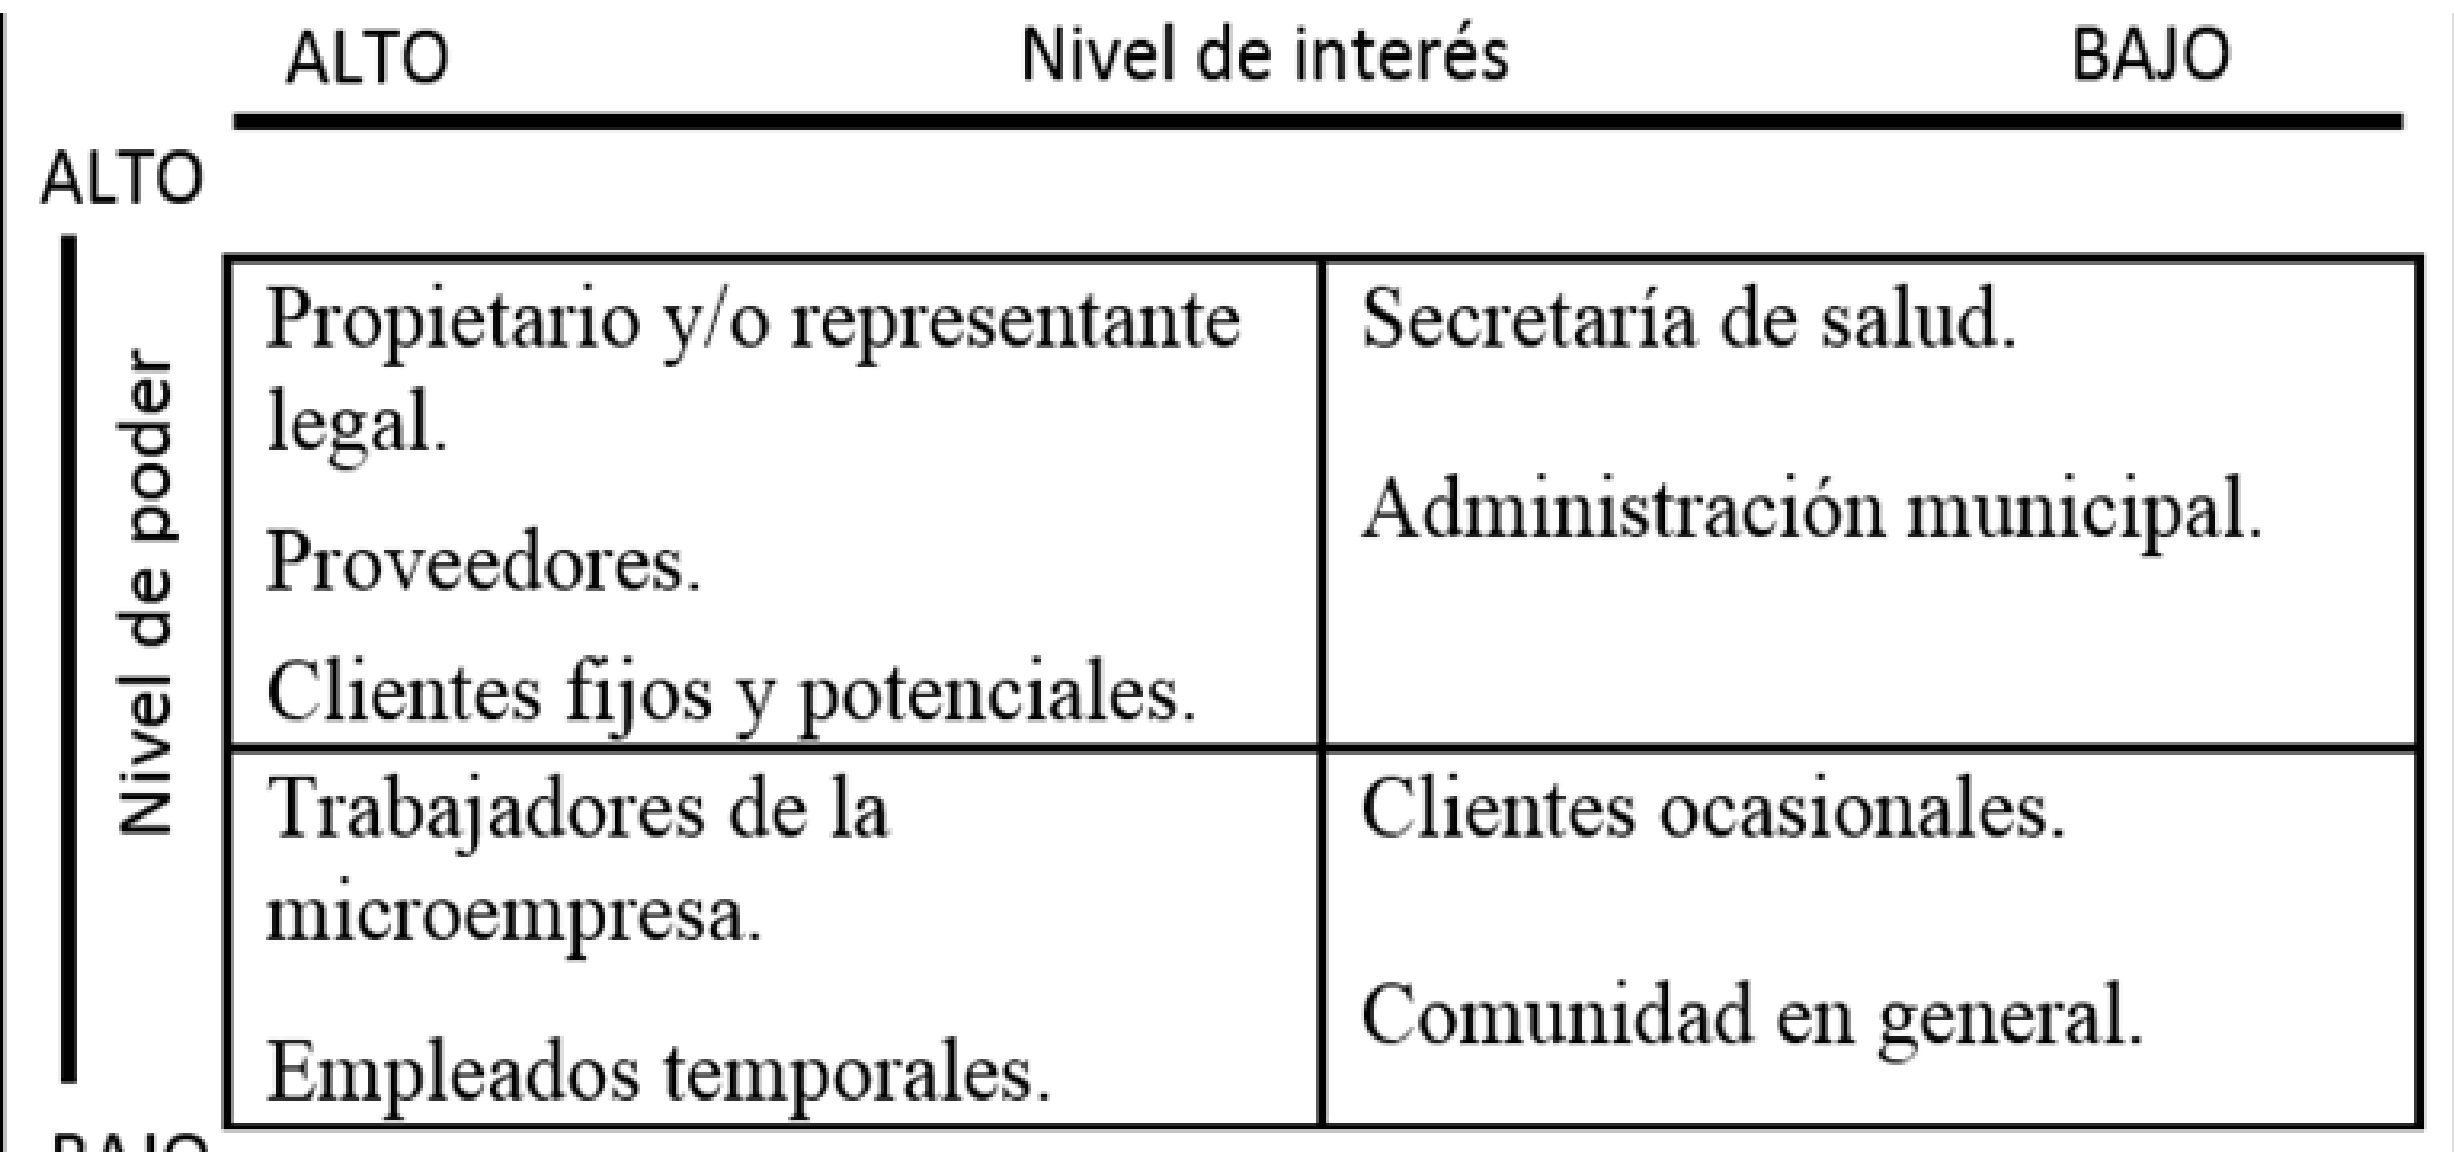 ALTO Nivel de interés BAJO
ALTO
Nivel de poder
Propietario y/o representante
legal.
Proveedores.
Clientes fijos y potenciales.
Secretaría de salud.
Administración municipal.
Trabajadores de la
microempresa.
Empleados temporales.
Clientes ocasionales.
Comunidad en general.
BAJO